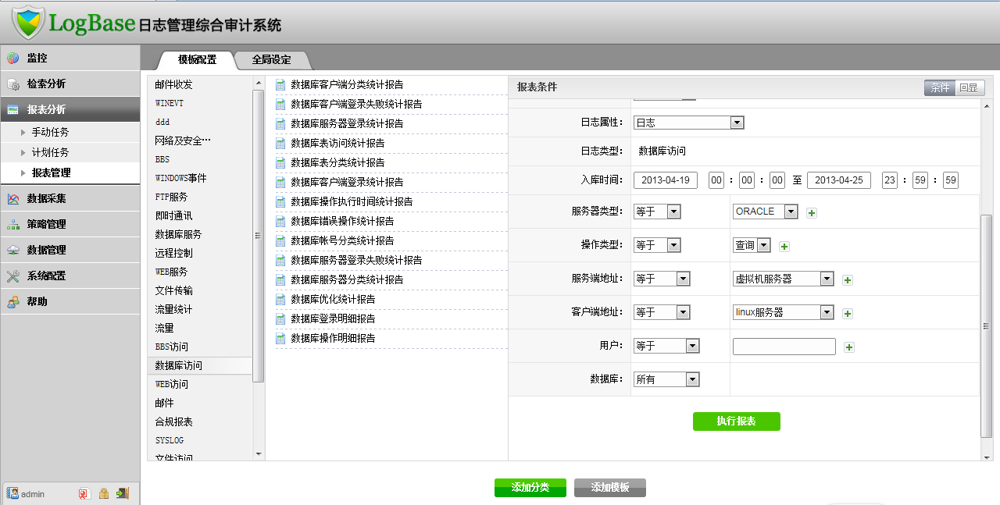 LogBase 日志管理综合审计系统
监控
检索分析
报表分析
手动任务
计划任务
报表管理
数据采集
策略管理
数据管理
系统配置
帮助
admin
模板配置
全局设定
邮件收发
WINEVT
ddd
网络及安全…
BBS
WINDOWS事件
FTP服务
即时通讯
数据库服务
远程控制
WEB服务
文件传输
流量统计
流量
BBS访问
数据库访问
WEB访问
邮件
合规报表
SYSLOG
文件访问
数据库客户端分类统计报告
数据库客户端登录失败统计报告
数据库服务器登录统计报告
数据库表访问统计报告
数据库表分类统计报告
数据库客户端登录统计报告
数据库操作执行时间统计报告
数据库错误操作统计报告
数据库帐号分类统计报告
数据库服务器登录失败统计报告
数据库服务器分类统计报告
数据库优化统计报告
数据库登录明细报告
数据库操作明细报告
报表条件
条件 回显
日志属性: 日志
日志类型: 数据库访问
入库时间: 2013-04-19 00 : 00 : 00 至 2013-04-25 23 : 59 : 59
服务器类型: 等于 ORACLE
操作类型: 等于 查询
服务端地址: 等于 虚拟机服务器
客户端地址: 等于 linux服务器
用户: 等于
数据库: 所有
执行报表
添加分类 添加模板